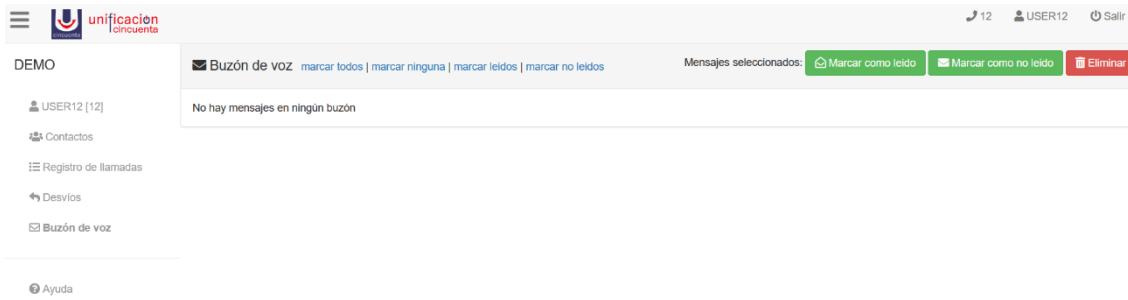 unificación
cincuenta
cincuenta
12 USER12 Salir
DEMO
Buzón de voz marcar todos | marcar ninguna | marcar leidos | marcar no leidos
Mensajes seleccionados: Marcar como leido Marcar como no leido Eliminar
No hay mensajes en ningún buzón
USER12 [12]
Contactos
Registro de llamadas
Desvíos
Buzón de voz
Ayuda